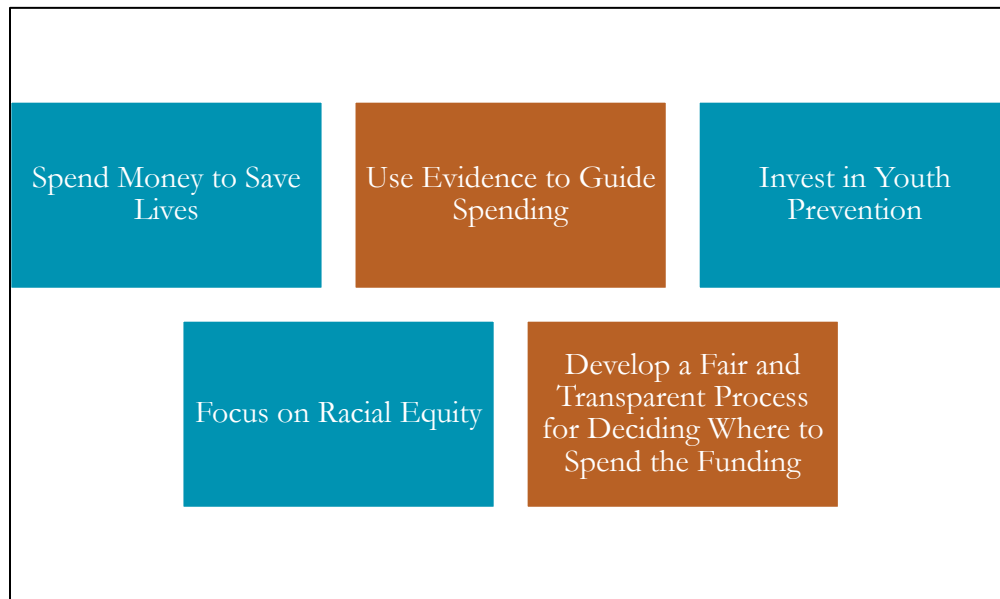 Spend Money to Save
Lives
Use Evidence to Guide
Spending
Invest in Youth
Prevention
Focus on Racial Equity
Develop a Fair and
Transparent Process
for Deciding Where to
Spend the Funding